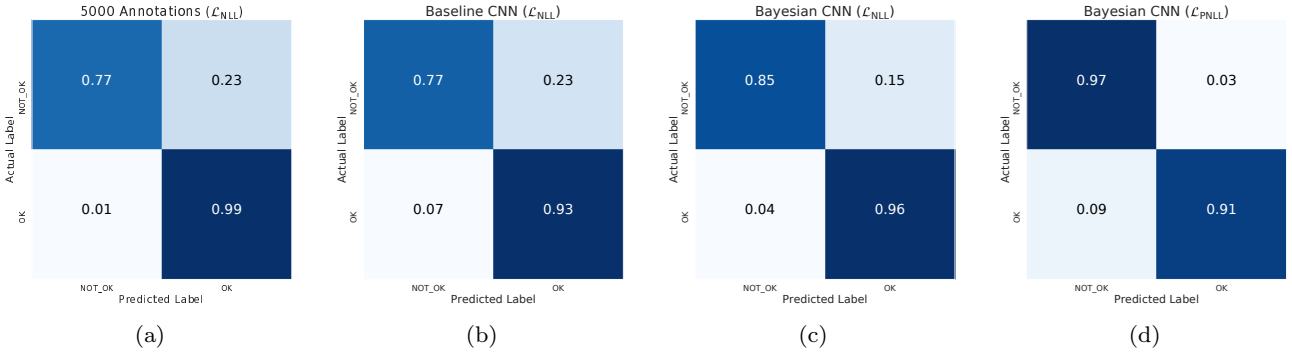 5000 Annotations (ℒNLL)
Actual Label
NOT_OK
OK
0.77
0.23
0.01
0.99
NOT_OK
OK
Predicted Label
(a)
Baseline CNN (ℒNLL)
Actual Label
NOT_OK
OK
0.77
0.23
0.07
0.93
NOT_OK
OK
Predicted Label
(b)
Bayesian CNN (ℒNLL)
Actual Label
NOT_OK
OK
0.85
0.15
0.04
0.96
NOT_OK
OK
Predicted Label
(c)
Bayesian CNN (ℒPNLL)
Actual Label
NOT_OK
OK
0.97
0.03
0.09
0.91
NOT_OK
OK
Predicted Label
(d)